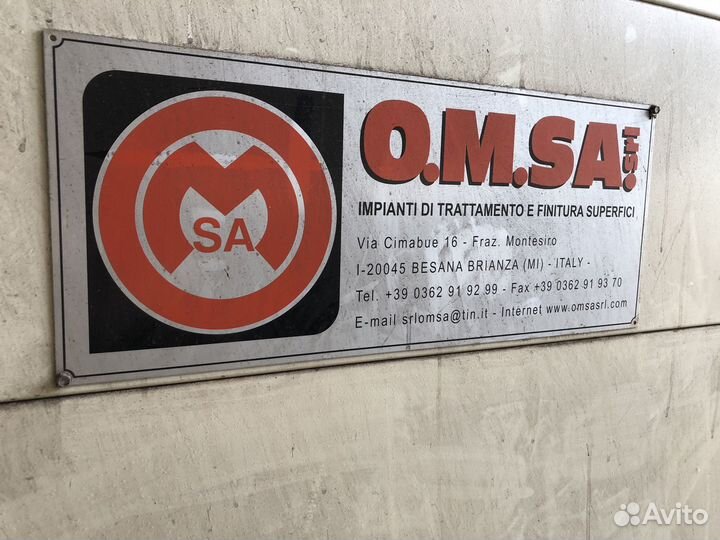 M
SA
O.M.SA. SRL
IMPIANTI DI TRATTAMENTO E FINITURA SUPERFICI
Via Cimabue 16 - Fraz. Montesiro
I-20045 BESANA BRIANZA (MI) - ITALY -
Tel. +39 0362 91 92 99 - Fax +39 0362 91 93 70
E-mail srlomsa@tin.it - Internet www.omsasrl.com
Avito